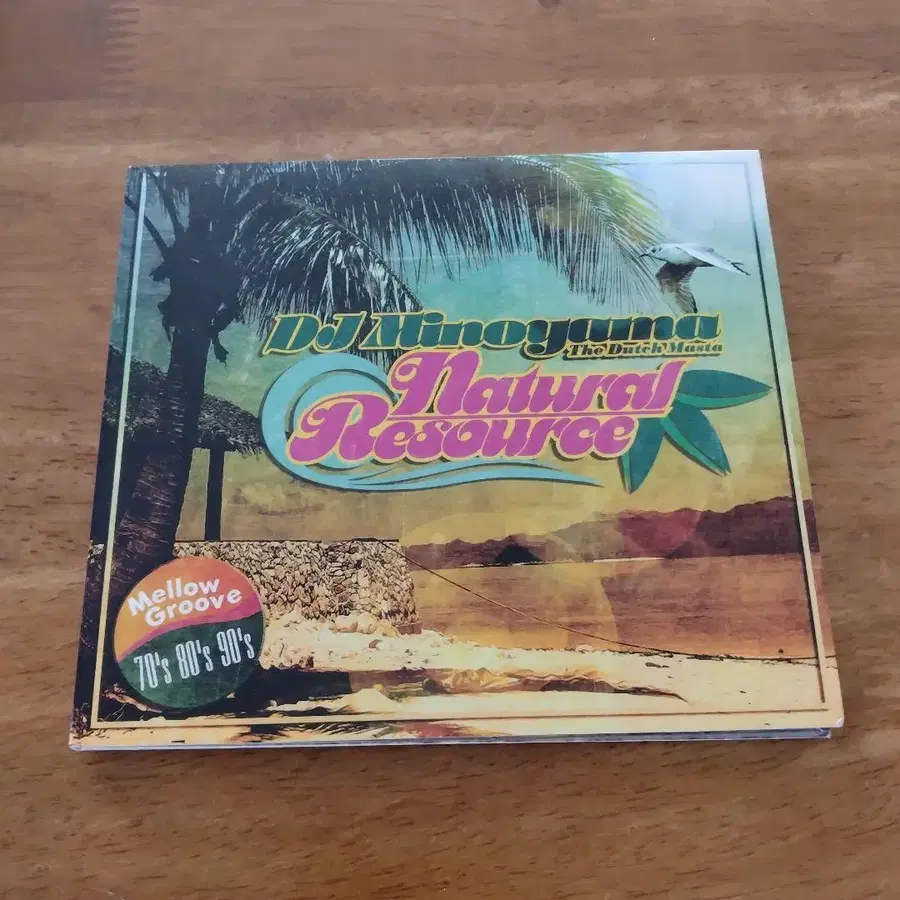 DJ Minoyama
The Dutch Masta
Natural
Resource
Mellow
Groove
70's 80's 90's